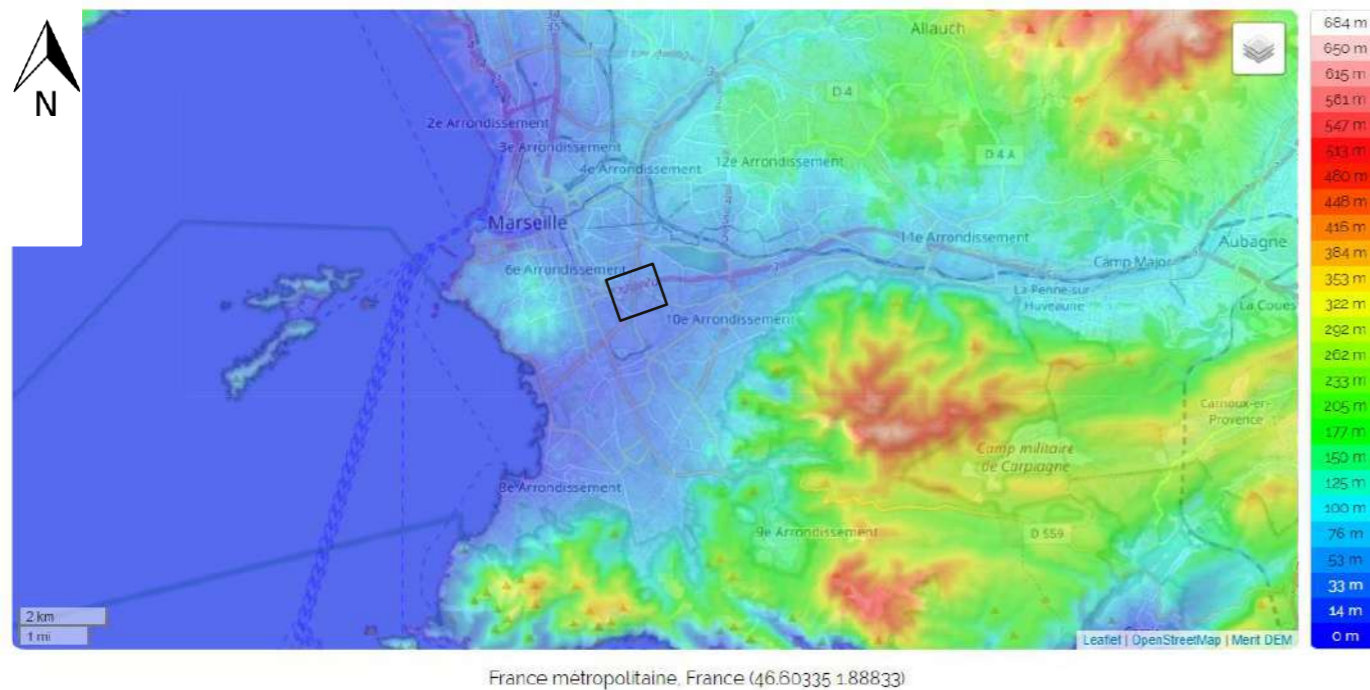 N
Allauch
D 4
2e Arrondissement
3e Arrondissement
4e Arrondissement
12e Arrondissement
D 4 A
Marseille
11e Arrondissement
Aubagne
6e Arrondissement
Camp Major
La Penne-sur-
Huveaune
La Coues
10e Arrondissement
Carnoux-en-
Provence
Camp militaire
de Carpiagne
8e Arrondissement
9e Arrondissement
D 559
2 km
1 mi
Leaflet | OpenStreetMap | Merit DEM
684 m
650 m
615 m
581 m
547 m
513 m
480 m
448 m
416 m
384 m
353 m
322 m
292 m
262 m
233 m
205 m
177 m
150 m
125 m
100 m
76 m
53 m
33 m
14 m
0 m
France métropolitaine, France (46.60335 1.88833)